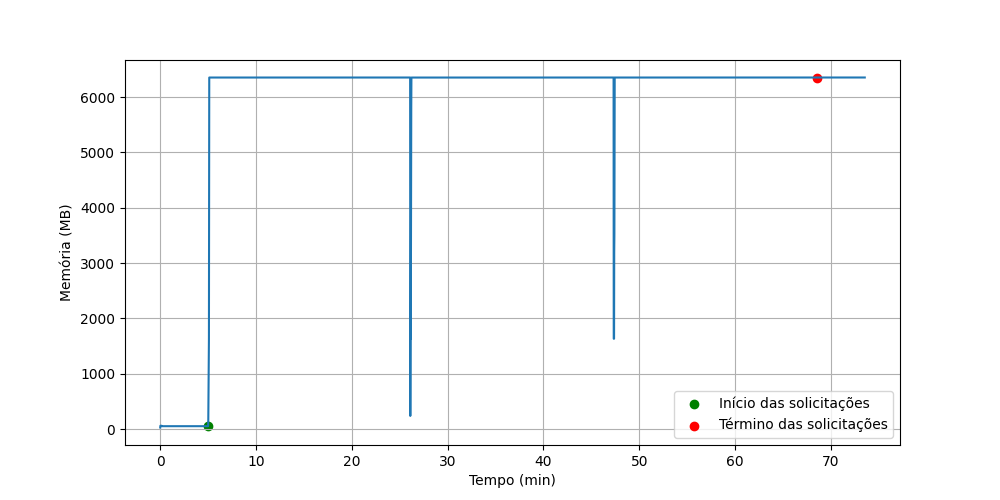 Memória (MB)
6000
5000
4000
3000
2000
1000
0
0 10 20 30 40 50 60 70
Tempo (min)
Início das solicitações
Término das solicitações